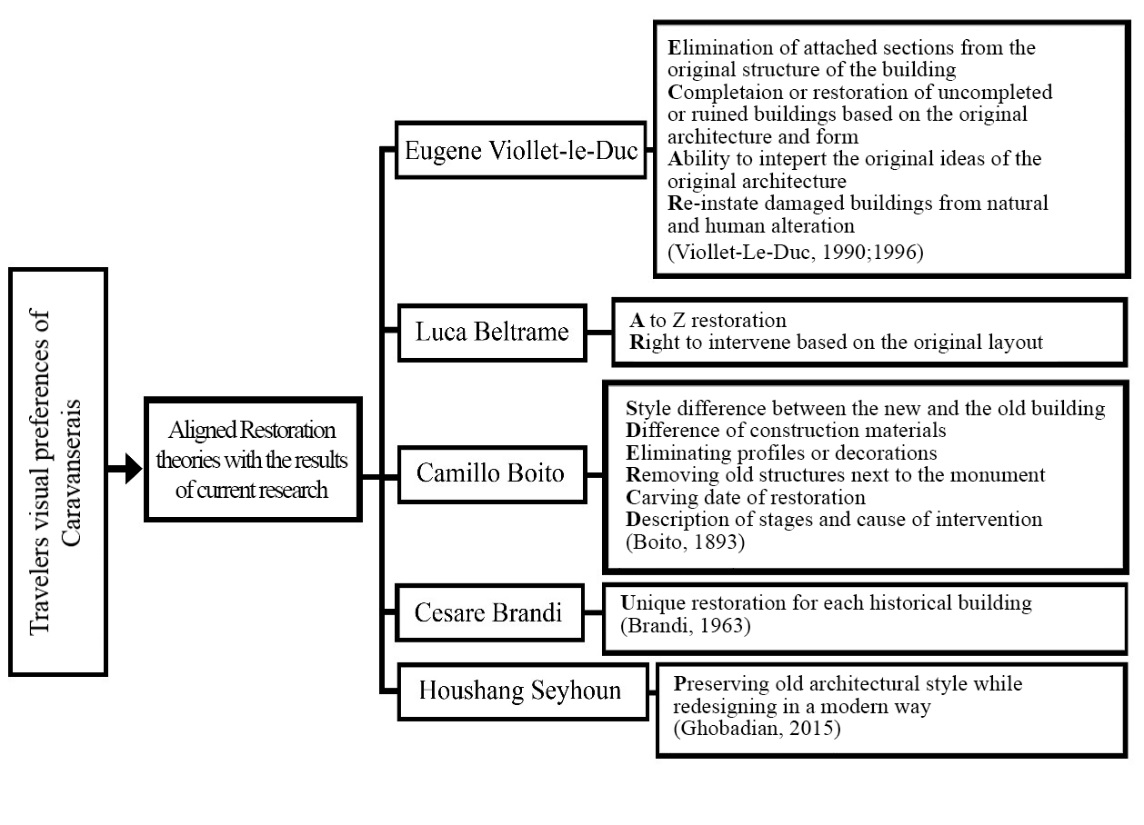 Travelers visual preferences of
Caravanserais
Aligned Restoration
theories with the results
of current research
Eugene Viollet-le-Duc
Elimination of attached sections from the
original structure of the building
Completaion or restoration of uncompleted
or ruined buildings based on the original
architecture and form
Ability to intepert the original ideas of the
original architecture
Re-instate damaged buildings from natural
and human alteration
(Viollet-Le-Duc, 1990;1996)
Luca Beltrame
A to Z restoration
Right to intervene based on the original layout
Camillo Boito
Style difference between the new and the old building
Difference of construction materials
Eliminating profiles or decorations
Removing old structures next to the monument
Carving date of restoration
Description of stages and cause of intervention
(Boito, 1893)
Cesare Brandi
Unique restoration for each historical building
(Brandi, 1963)
Houshang Seyhoun
Preserving old architectural style while
redesigning in a modern way
(Ghobadian, 2015)